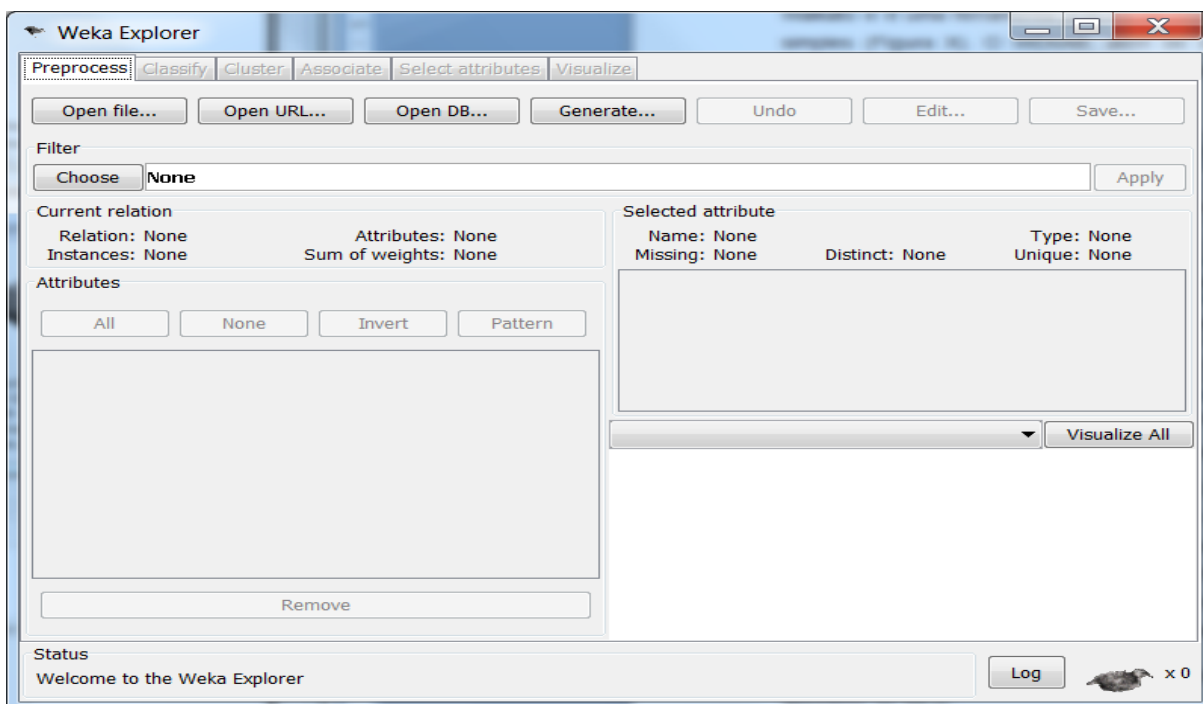 Weka Explorer
Preprocess Classify Cluster Associate Select attributes Visualize
Open file... Open URL... Open DB... Generate... Undo Edit... Save...
Filter
Choose None Apply
Current relation
Relation: None Attributes: None
Instances: None Sum of weights: None
Selected attribute
Name: None Type: None
Missing: None Distinct: None Unique: None
Attributes
All None Invert Pattern
Visualize All
Remove
Status
Welcome to the Weka Explorer
Log x 0